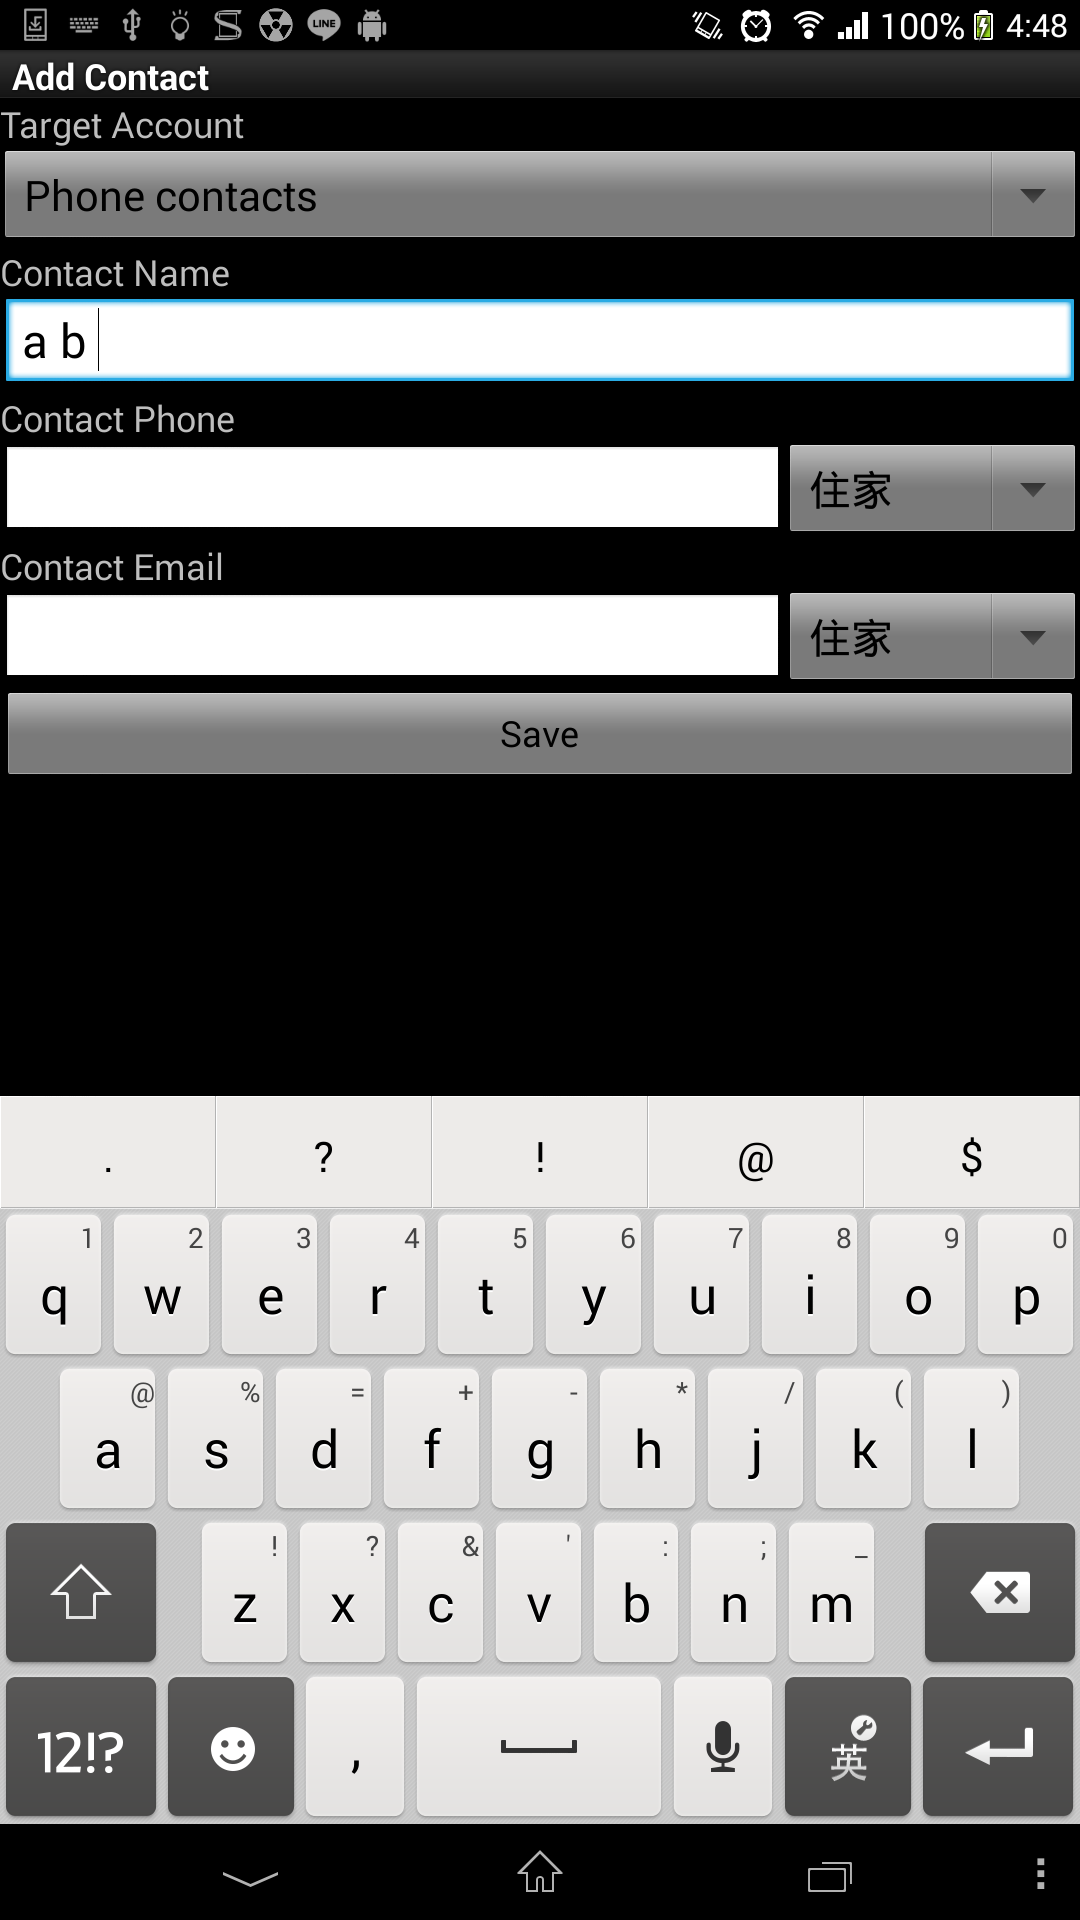 LINE 100% 4:48
Add Contact
Target Account
Phone contacts
Contact Name
a b
Contact Phone
住家
Contact Email
住家
Save
. ? ! @ $
1 2 3 4 5 6 7 8 9 0
q w e r t y u i o p
@ % = + - * / ( )
a s d f g h j k l
! ? & ' : ; _
z x c v b n m
12!? , 英